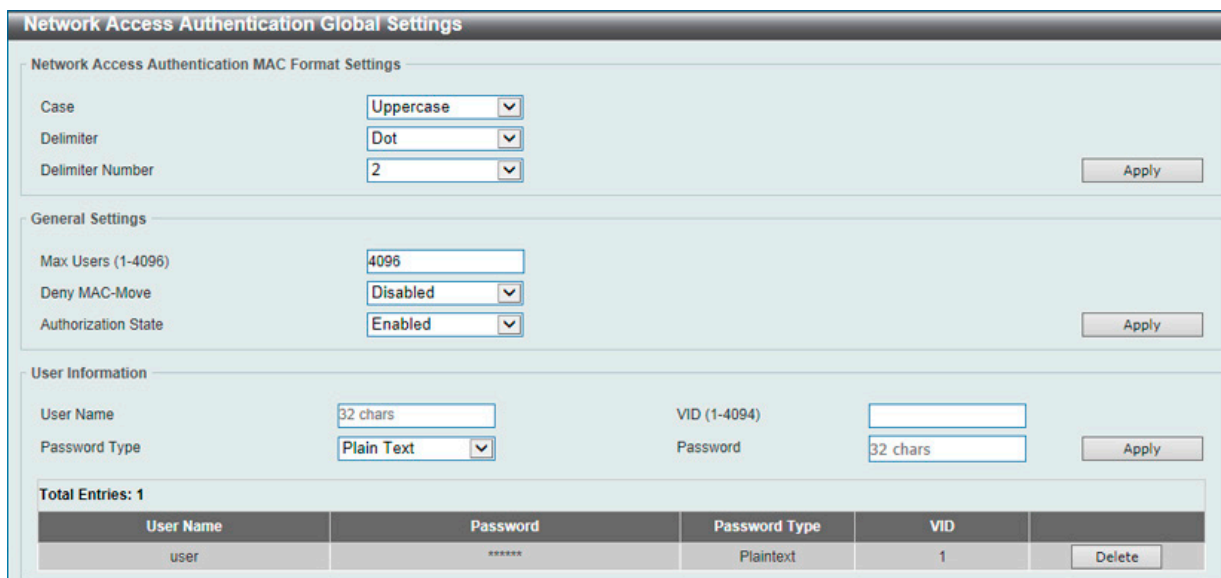 Network Access Authentication Global Settings
Network Access Authentication MAC Format Settings
Case Uppercase
Delimiter Dot
Delimiter Number 2 Apply
General Settings
Max Users (1-4096) 4096
Deny MAC-Move Disabled
Authorization State Enabled Apply
User Information
User Name 32 chars VID (1-4094)
Password Type Plain Text Password 32 chars Apply
Total Entries: 1
User Name Password Password Type VID
user ****** Plaintext 1 Delete